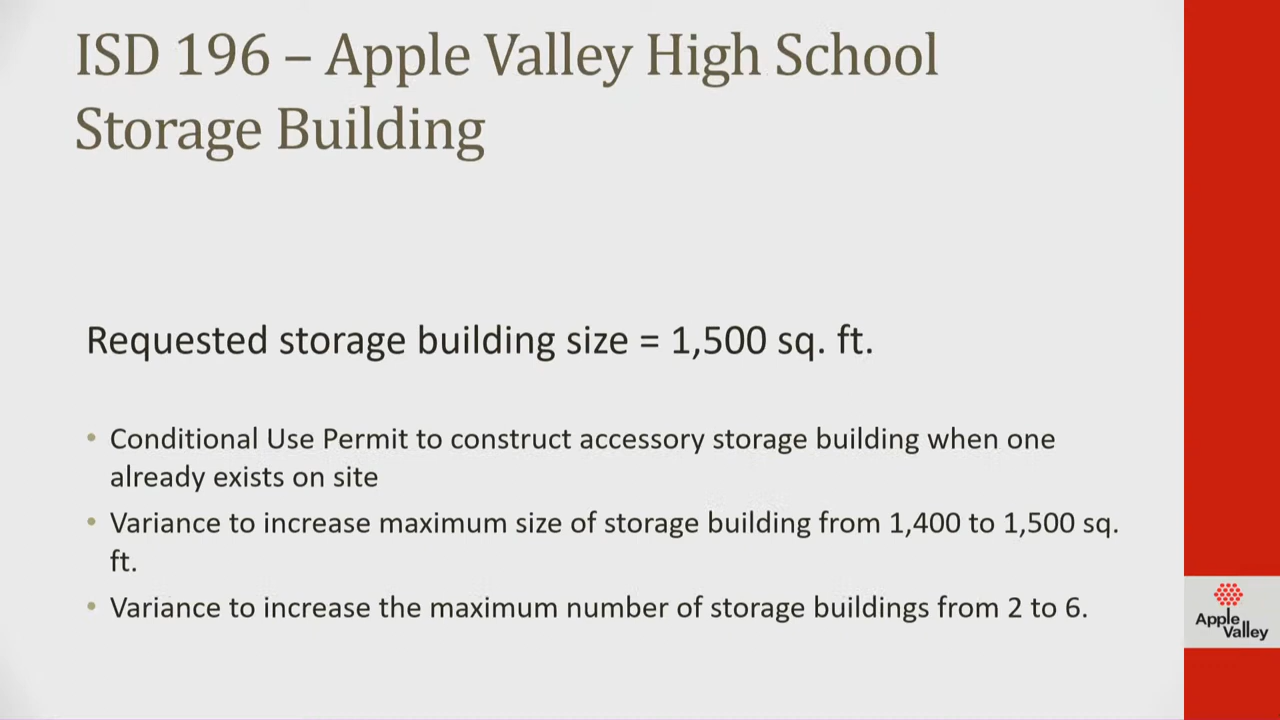 ISD 196 – Apple Valley High School
Storage Building
Requested storage building size = 1,500 sq. ft.
• Conditional Use Permit to construct accessory storage building when one
already exists on site
• Variance to increase maximum size of storage building from 1,400 to 1,500 sq.
ft.
• Variance to increase the maximum number of storage buildings from 2 to 6.
Apple
Valley